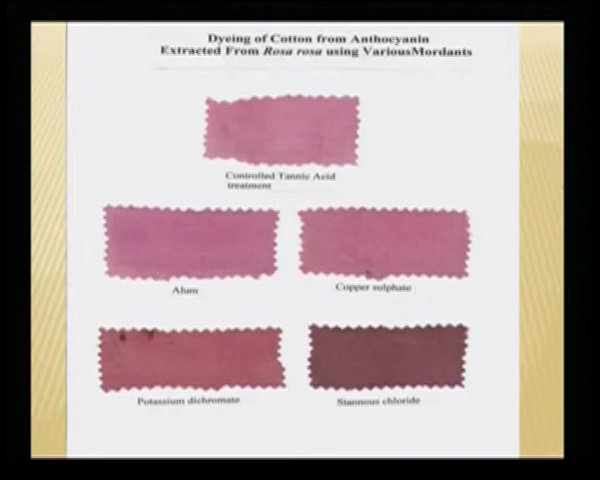 Dyeing of Cotton from Anthocyanin
Extracted From Rosa rosa using VariousMordants
Controlled Tannic Acid
treatment
Alum
Copper sulphate
Potassium dichromate
Stannous chloride